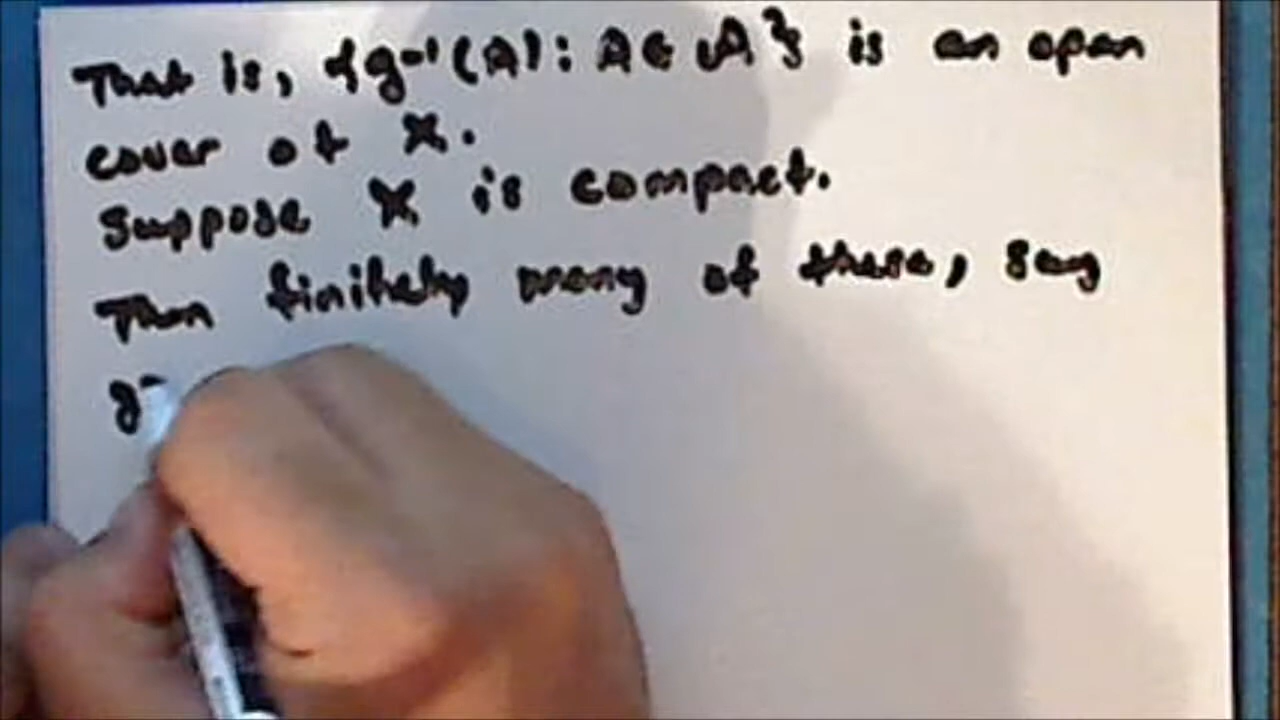 That is, {g⁻¹(A): A ∈ 𝒜} is an open
cover of X.
Suppose X is compact.
Then finitely many of these, say
g⁻